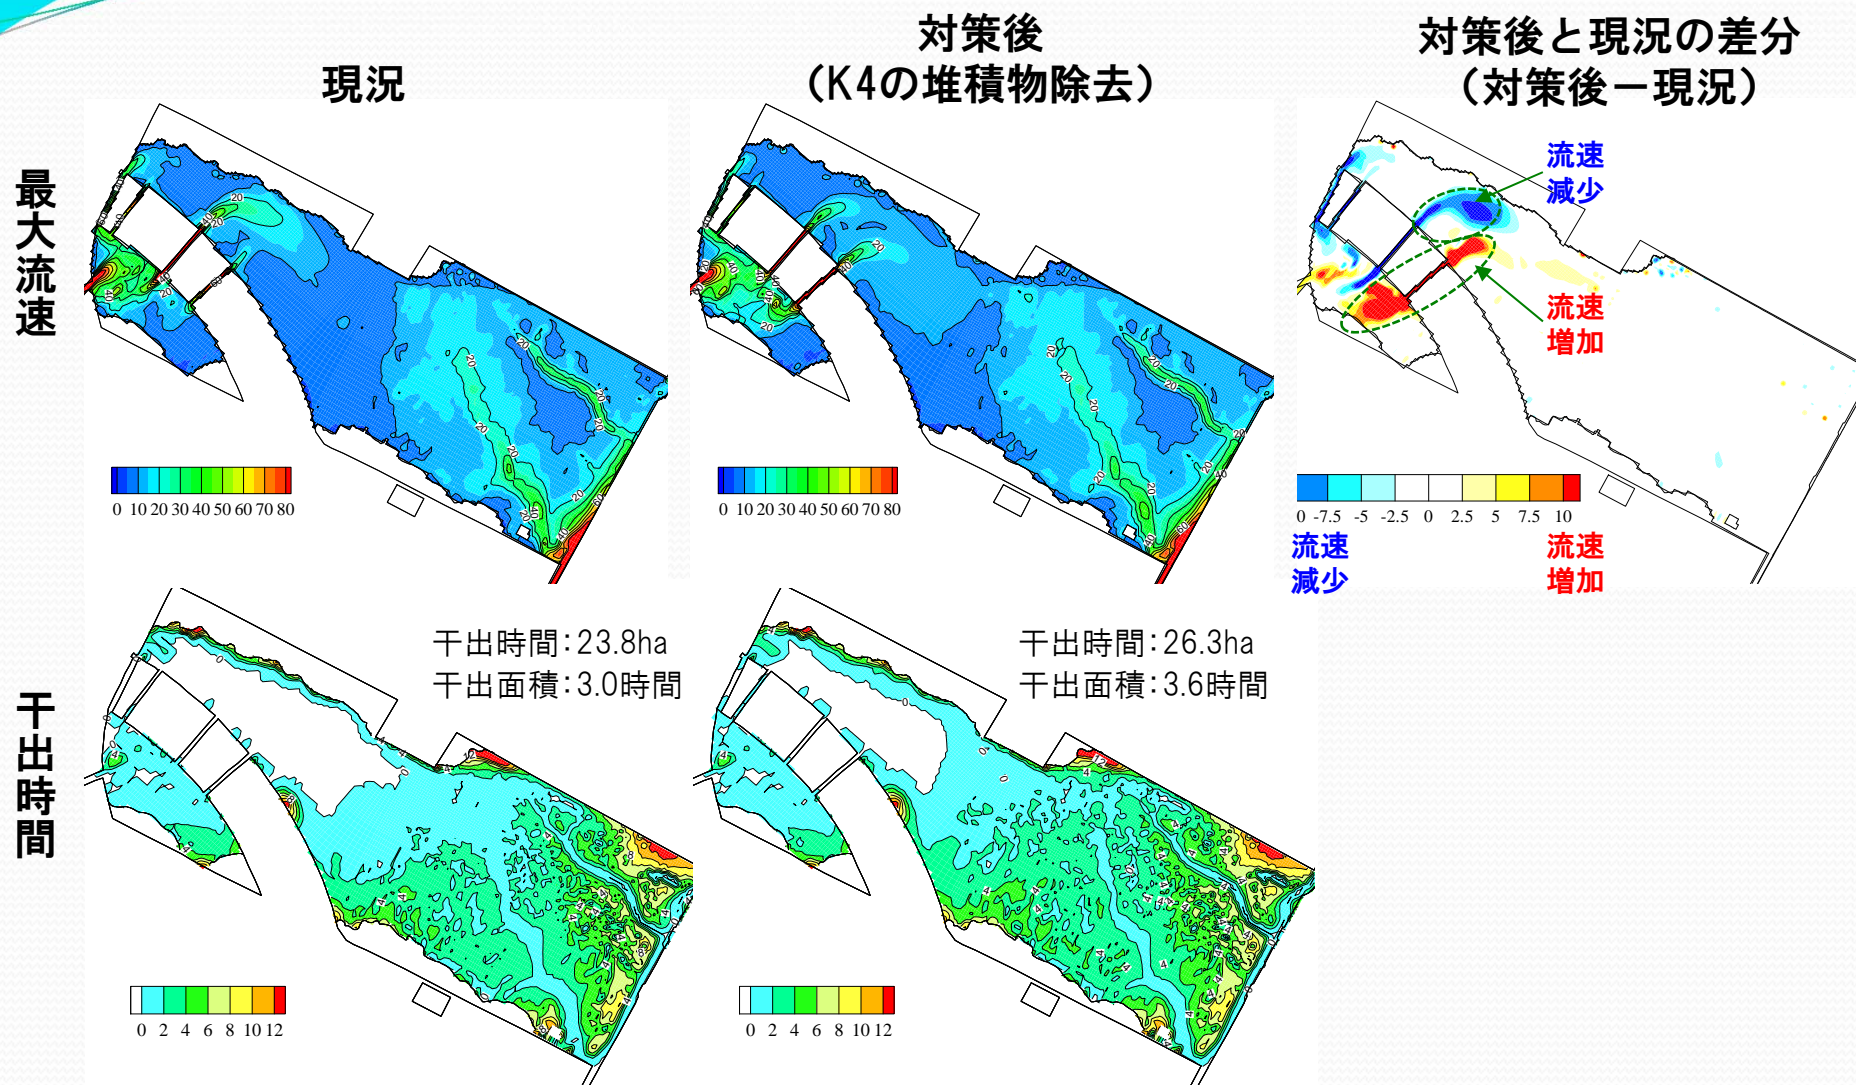 現況
対策後
（K4の堆積物除去）
対策後と現況の差分
（対策後－現況）
最大流速
流速
減少
流速
増加
0 10 20 30 40 50 60 70 80
0 10 20 30 40 50 60 70 80
0 -7.5 -5 -2.5 0 2.5 5 7.5 10
流速
減少
流速
増加
干出時間
干出時間：23.8ha
干出面積：3.0時間
干出時間：26.3ha
干出面積：3.6時間
0 2 4 6 8 10 12
0 2 4 6 8 10 12